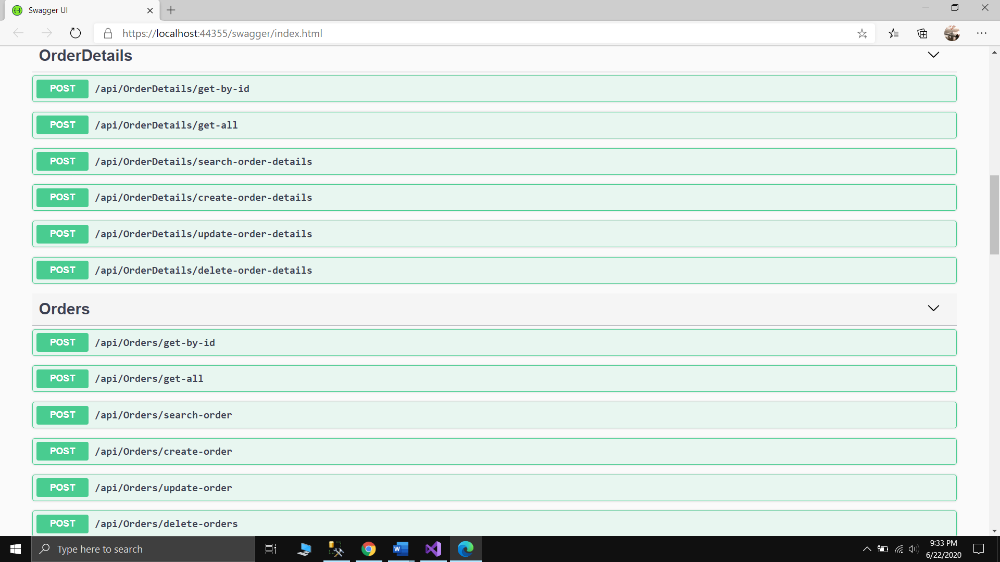 Swagger UI
https://localhost:44355/swagger/index.html
OrderDetails
POST /api/OrderDetails/get-by-id
POST /api/OrderDetails/get-all
POST /api/OrderDetails/search-order-details
POST /api/OrderDetails/create-order-details
POST /api/OrderDetails/update-order-details
POST /api/OrderDetails/delete-order-details
Orders
POST /api/Orders/get-by-id
POST /api/Orders/get-all
POST /api/Orders/search-order
POST /api/Orders/create-order
POST /api/Orders/update-order
POST /api/Orders/delete-orders
Type here to search
9:33 PM
6/22/2020